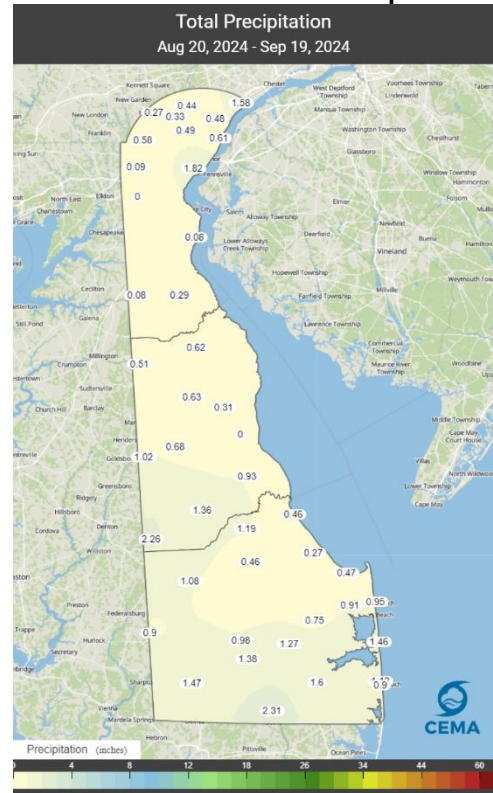 Total Precipitation
Aug 20, 2024 - Sep 19, 2024
Kennett Square
West Deptford Township
Voorhees Township
New Garden
0.44
1.58
Chester
Underwood
New London
0.27
0.33
0.48
Mantua Township
Franklin
0.49
Washington Township
0.58
0.61
Chesilhurst
Glassboro
0.09
1.82
Pennsville
Winslow Township
Hammonton
North East
Elkton
0
Elmer
Folsom
Charlestown
Salem
Alloway Township
Chesapeake
Deerfield
Newfield
0.08
Lower Alloways Creek Township
Vineland
Buena
Hamilton
Hopewell Township
Cecilton
0.08
0.29
Fairfield Township
Millville
Weymouth
Still Pond
Galena
Lawrence Township
Commercial Township
Millington
0.62
Maurice River Township
Woodbine
Crumpton
0.51
Sudlersville
0.63
0.31
Church Hill
Barclay
Middle Township
0
Cape May Court House
0.68
1.02
Villas
North Wildwood
0.93
Greensboro
Lower Township
Ridgely
0.46
Cape May
Hillsboro
1.36
1.19
Cordova
Denton
2.26
0.27
Williston
0.46
0.47
1.08
Preston
0.91
0.95
Federalsburg
Beach
Trappe
0.75
0.9
Hurlock
0.98
1.27
1.46
Secretary
1.38
1.47
1.6
0.9
Vienna
2.31
Mardela Springs
CEMA
Hebron
Precipitation (inches)
Pittsville
Ocean Pines
4 8 12 18 26 34 44 60